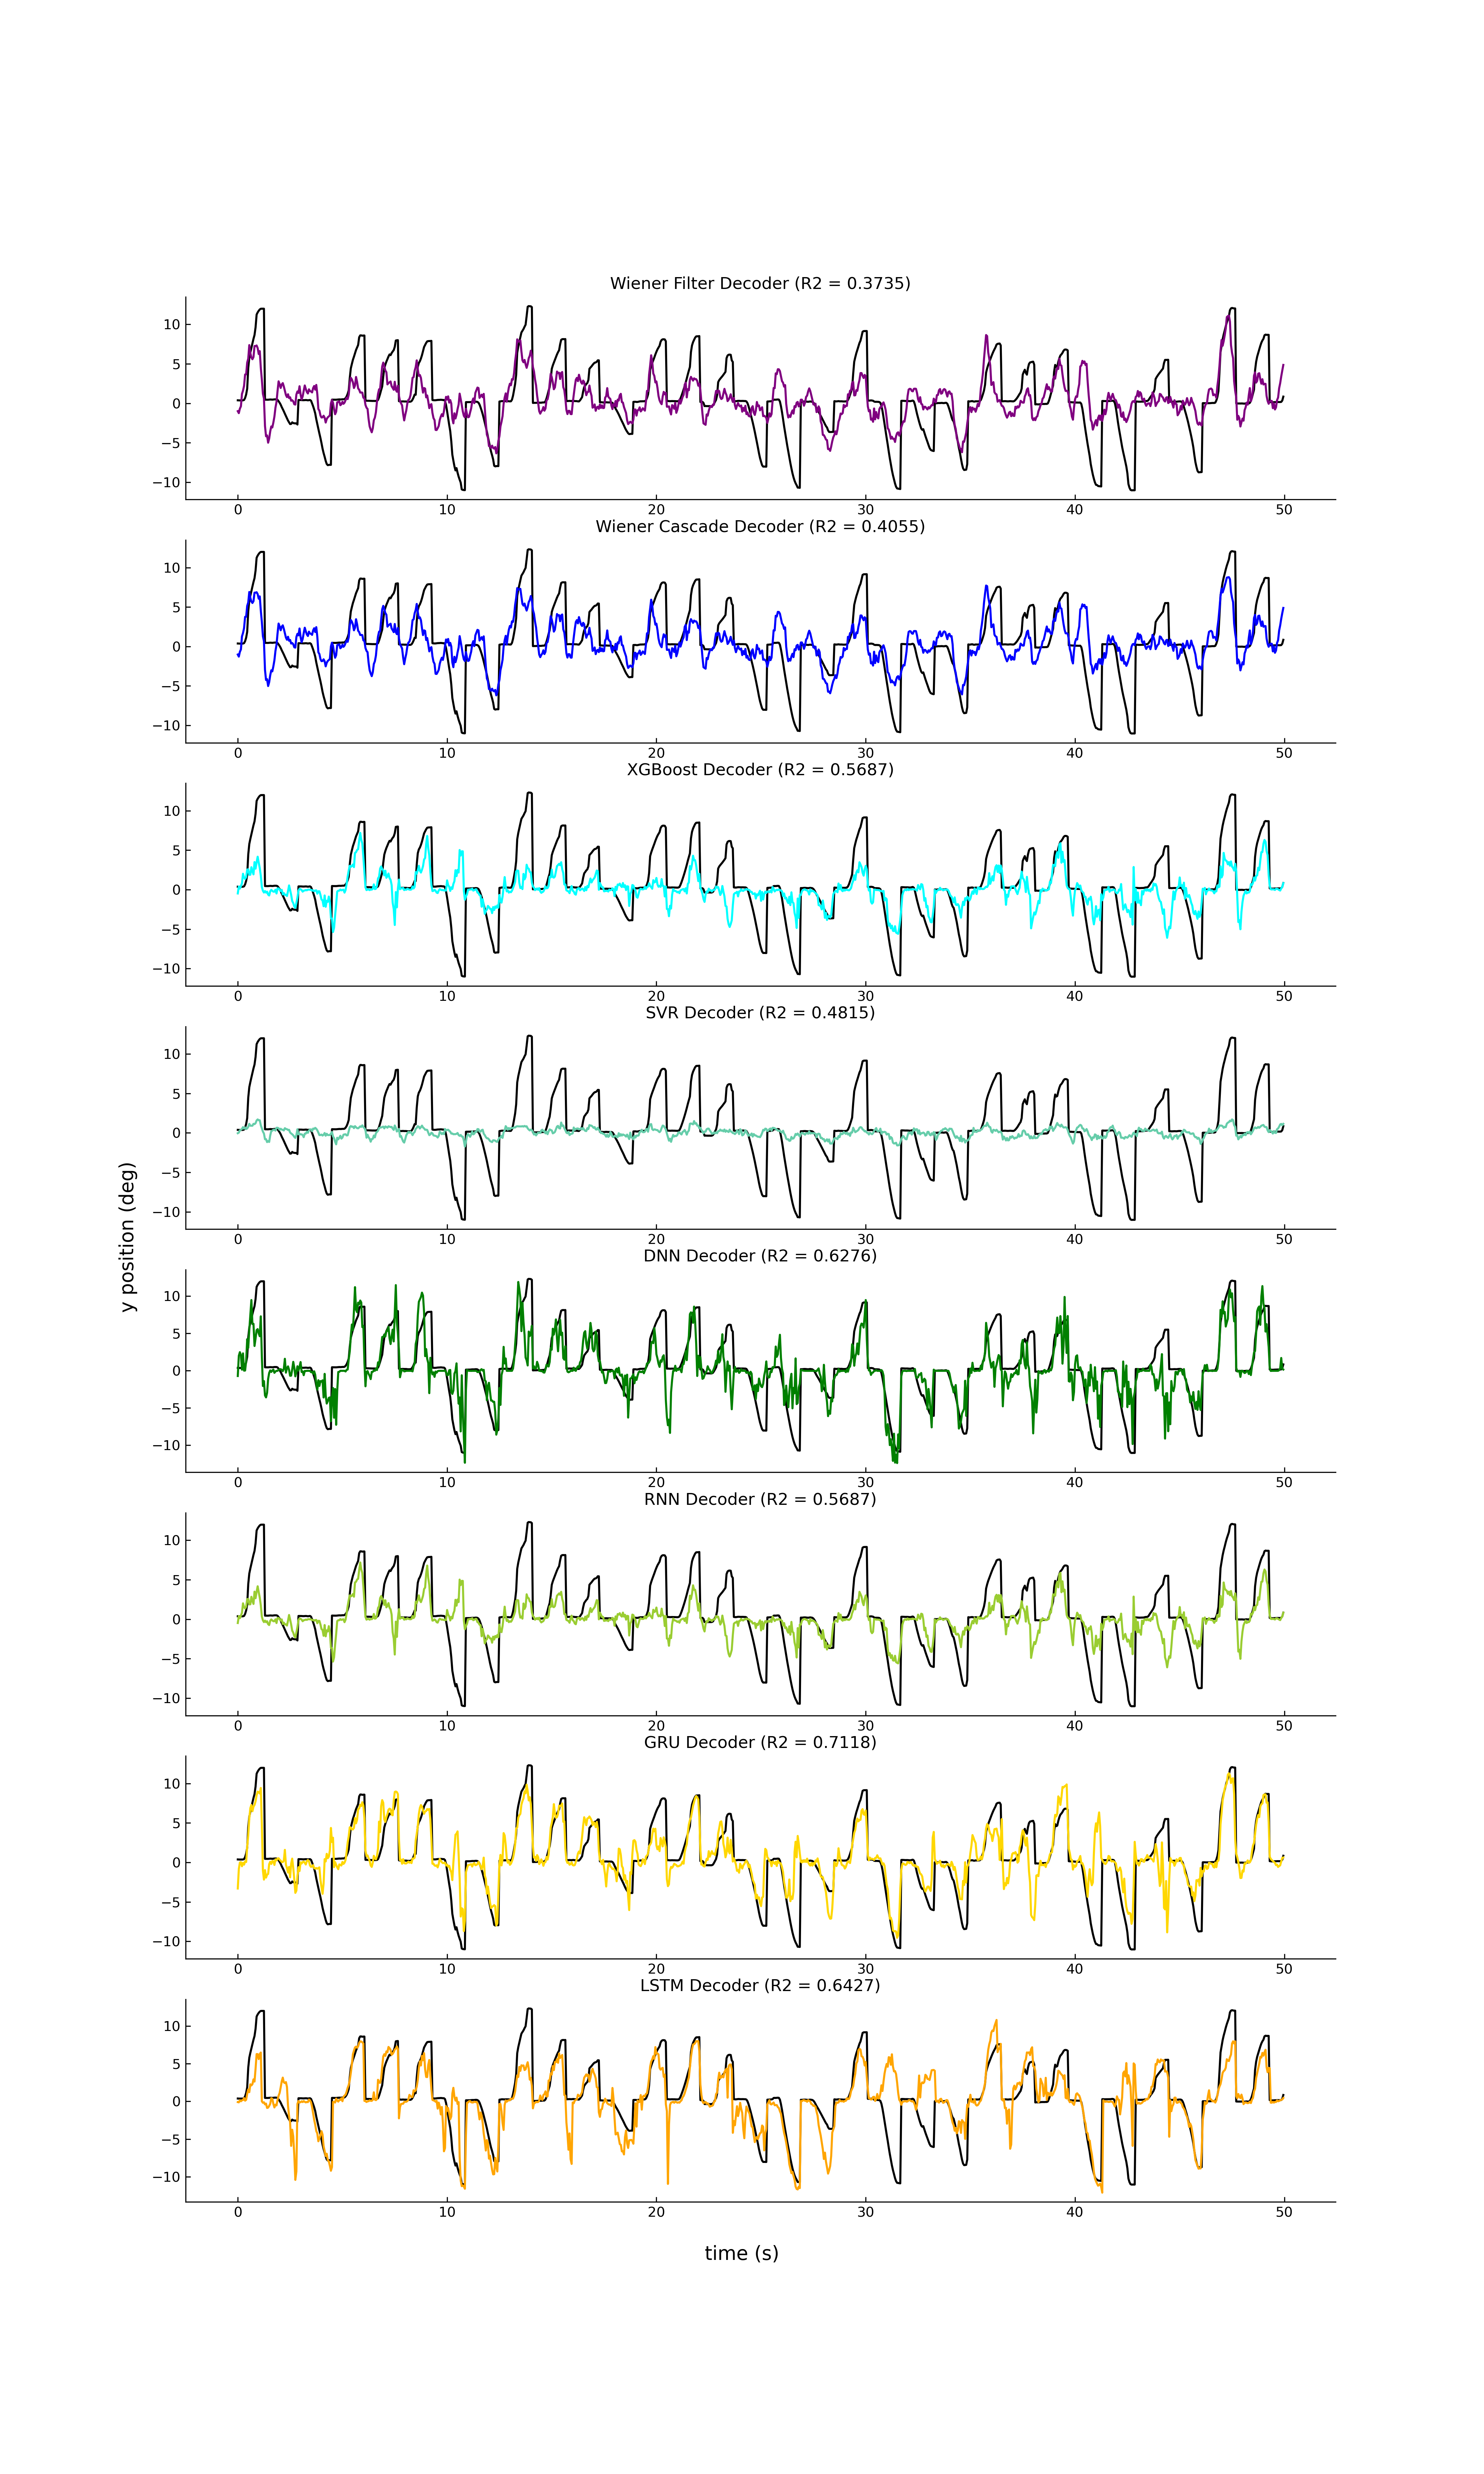 Wiener Filter Decoder (R2 = 0.3735)
10
5
0
−5
−10
0 10 20 30 40 50
Wiener Cascade Decoder (R2 = 0.4055)
10
5
0
−5
−10
0 10 20 30 40 50
XGBoost Decoder (R2 = 0.5687)
10
5
0
−5
−10
0 10 20 30 40 50
SVR Decoder (R2 = 0.4815)
10
5
0
−5
−10
0 10 20 30 40 50
y position (deg)
DNN Decoder (R2 = 0.6276)
10
5
0
−5
−10
0 10 20 30 40 50
RNN Decoder (R2 = 0.5687)
10
5
0
−5
−10
0 10 20 30 40 50
GRU Decoder (R2 = 0.7118)
10
5
0
−5
−10
0 10 20 30 40 50
LSTM Decoder (R2 = 0.6427)
10
5
0
−5
−10
0 10 20 30 40 50
time (s)